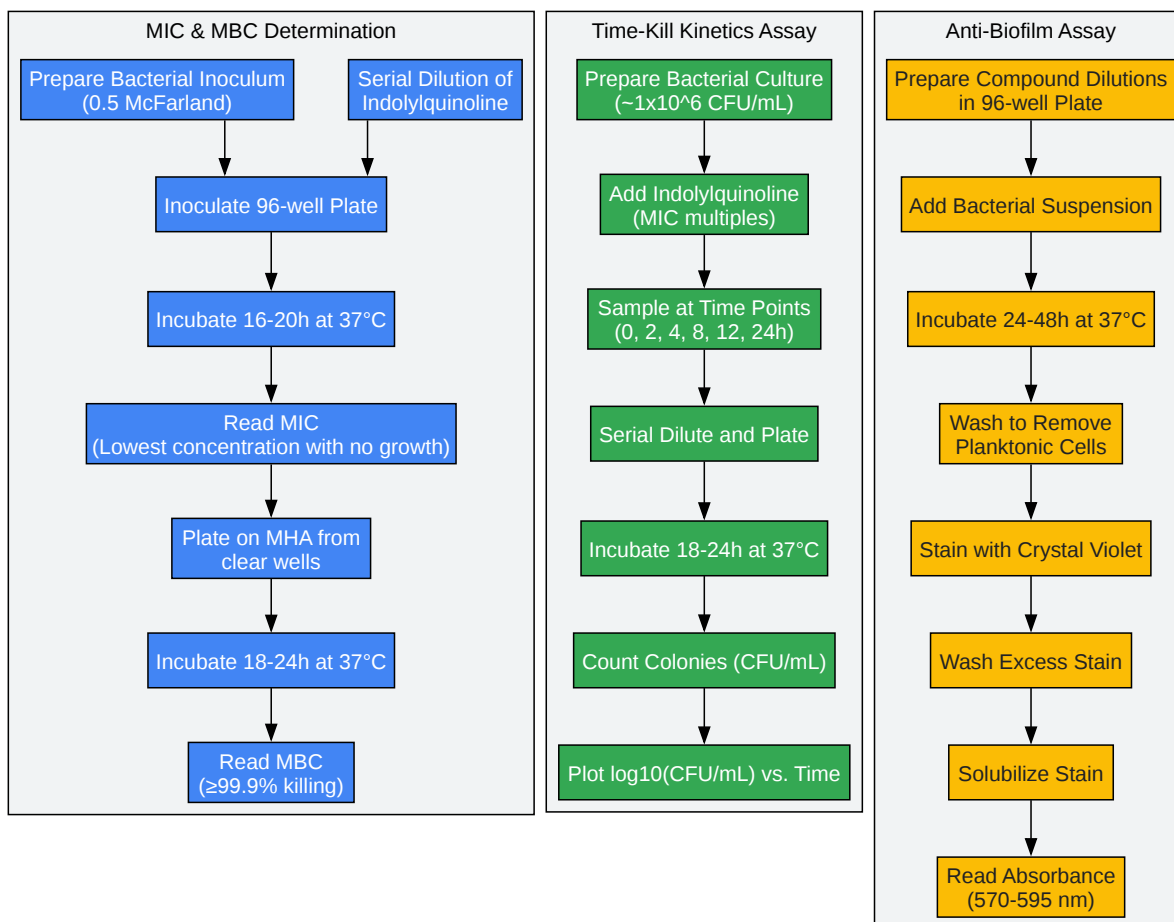 MIC & MBC Determination
Prepare Bacterial Inoculum
(0.5 McFarland)
Serial Dilution of
Indolylquinoline
Inoculate 96-well Plate
Incubate 16-20h at 37°C
Read MIC
(Lowest concentration with no growth)
Plate on MHA from
clear wells
Incubate 18-24h at 37°C
Read MBC
(≥99.9% killing)
Time-Kill Kinetics Assay
Prepare Bacterial Culture
(~1x10^6 CFU/mL)
Add Indolylquinoline
(MIC multiples)
Sample at Time Points
(0, 2, 4, 8, 12, 24h)
Serial Dilute and Plate
Incubate 18-24h at 37°C
Count Colonies (CFU/mL)
Plot log10(CFU/mL) vs. Time
Anti-Biofilm Assay
Prepare Compound Dilutions
in 96-well Plate
Add Bacterial Suspension
Incubate 24-48h at 37°C
Wash to Remove
Planktonic Cells
Stain with Crystal Violet
Wash Excess Stain
Solubilize Stain
Read Absorbance
(570-595 nm)